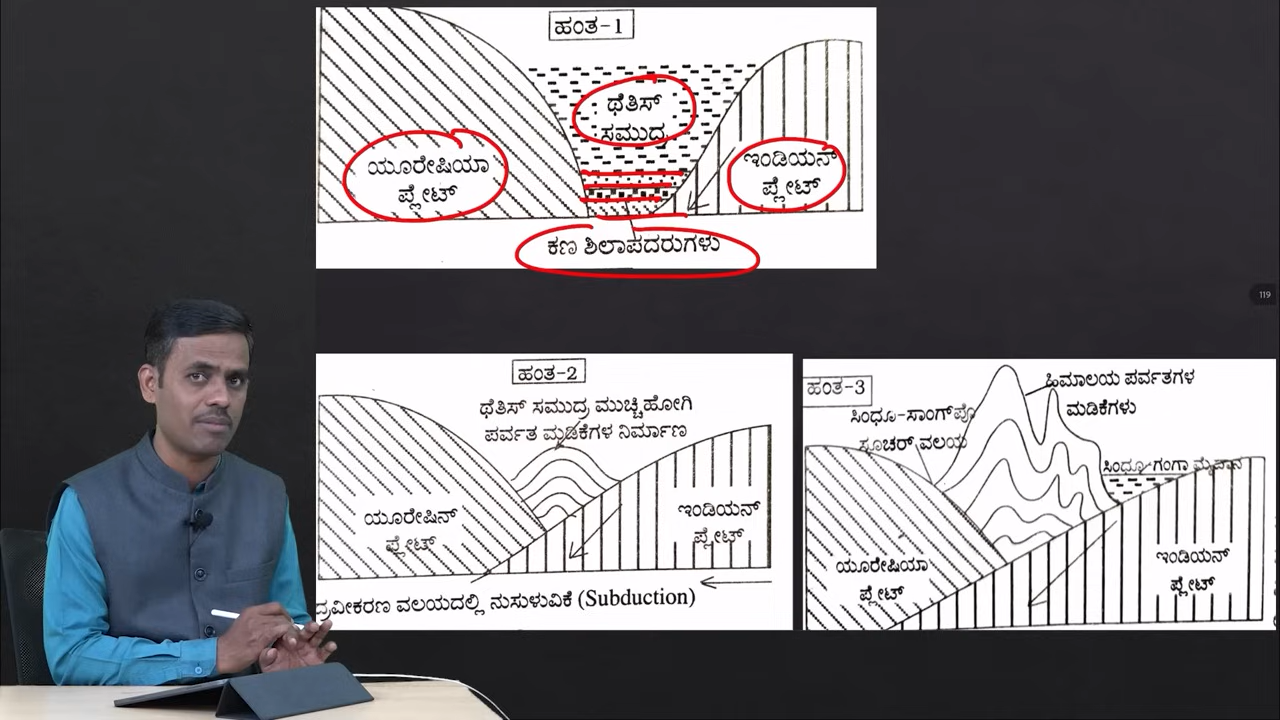 ಹಂತ-1
ಥೆತಿಸ್
ಸಮುದ್ರ
ಯೂರೇಷಿಯಾ
ಪ್ಲೇಟ್
ಇಂಡಿಯನ್
ಪ್ಲೇಟ್
ಕಣ ಶಿಲಾಪದರುಗಳು
119
ಹಂತ-2
ಥೆತಿಸ್ ಸಮುದ್ರ ಮುಚ್ಚಿಹೋಗಿ
ಪರ್ವತ ಮಡಿಕೆಗಳ ನಿರ್ಮಾಣ
ಯೂರೇಷಿನ್
ಪ್ಲೇಟ್
ಇಂಡಿಯನ್
ಪ್ಲೇಟ್
ದ್ರವೀಕರಣ ವಲಯದಲ್ಲಿ ನುಸುಳುವಿಕೆ (Subduction)
ಹಂತ-3
ಹಿಮಾಲಯ ಪರ್ವತಗಳ
ಮಡಿಕೆಗಳು
ಸಿಂಧೂ-ಸಾಂಗ್‌ಪೊ
ಸೂಚರ್ ವಲಯ
ಸಿಂಧೂ-ಗಂಗಾ ಮೈದಾನ
ಯೂರೇಷಿಯಾ
ಪ್ಲೇಟ್
ಇಂಡಿಯನ್
ಪ್ಲೇಟ್